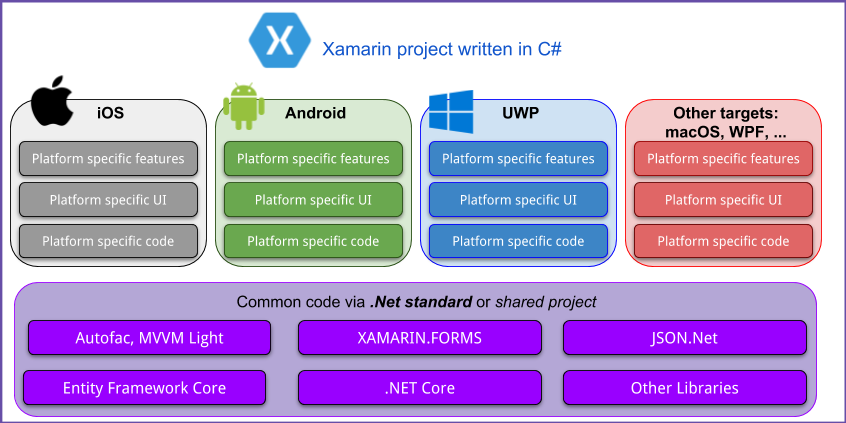 Xamarin project written in C#
iOS
Platform specific features
Platform specific UI
Platform specific code
Android
Platform specific features
Platform specific UI
Platform specific code
UWP
Platform specific features
Platform specific UI
Platform specific code
Other targets:
macOS, WPF, ...
Platform specific features
Platform specific UI
Platform specific code
Common code via .Net standard or shared project
Autofac, MVVM Light
XAMARIN.FORMS
JSON.Net
Entity Framework Core
.NET Core
Other Libraries